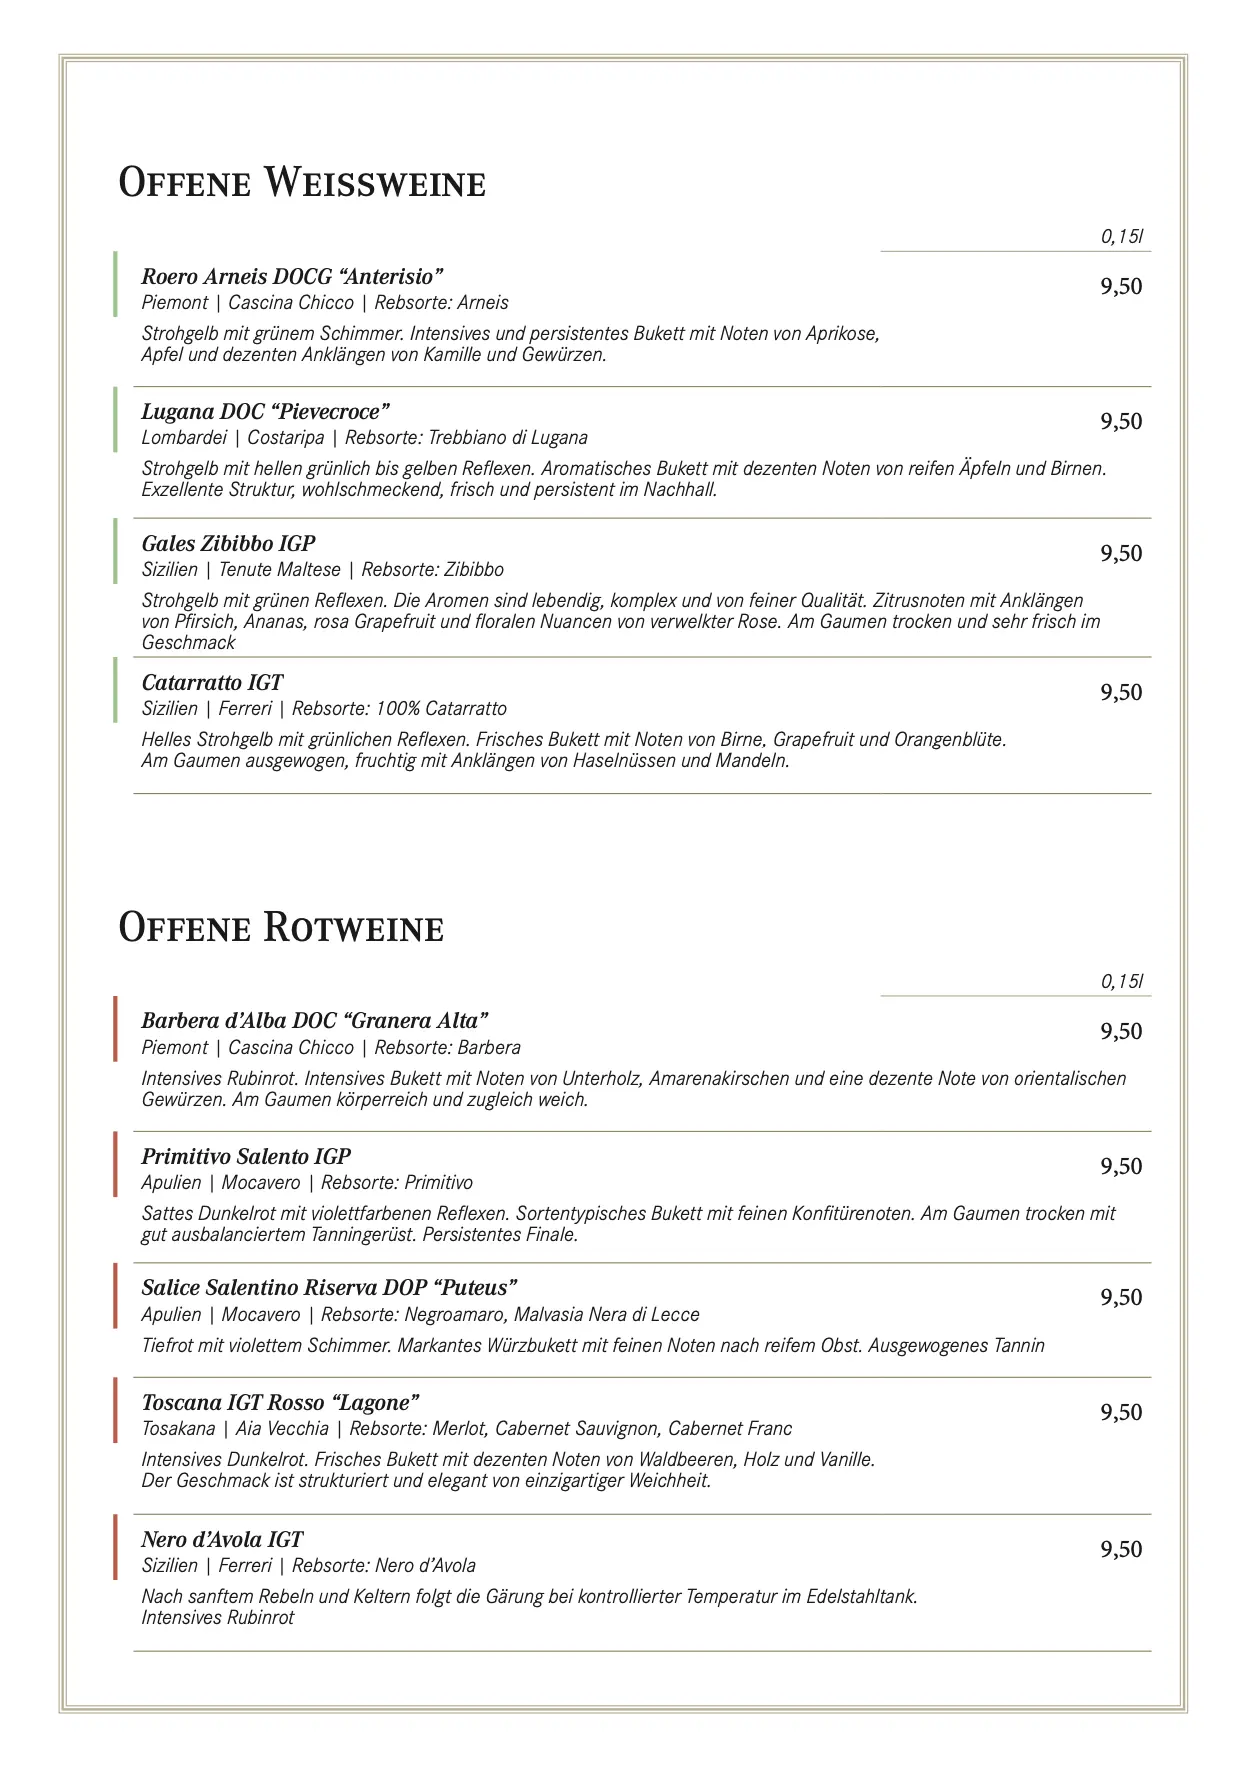 Offene Weissweine
0,15l
Roero Arneis DOCG “Anterisio”
9,50
Piemont | Cascina Chicco | Rebsorte: Arneis
Strohgelb mit grünem Schimmer. Intensives und persistentes Bukett mit Noten von Aprikose,
Apfel und dezenten Anklängen von Kamille und Gewürzen.
Lugana DOC “Pievecroce”
9,50
Lombardei | Costaripa | Rebsorte: Trebbiano di Lugana
Strohgelb mit hellen grünlich bis gelben Reflexen. Aromatisches Bukett mit dezenten Noten von reifen Äpfeln und Birnen.
Exzellente Struktur, wohlschmeckend, frisch und persistent im Nachhall.
Gales Zibibbo IGP
9,50
Sizilien | Tenute Maltese | Rebsorte: Zibibbo
Strohgelb mit grünen Reflexen. Die Aromen sind lebendig, komplex und von feiner Qualität. Zitrusnoten mit Anklängen
von Pfirsich, Ananas, rosa Grapefruit und floralen Nuancen von verwelkter Rose. Am Gaumen trocken und sehr frisch im
Geschmack
Catarratto IGT
9,50
Sizilien | Ferreri | Rebsorte: 100% Catarratto
Helles Strohgelb mit grünlichen Reflexen. Frisches Bukett mit Noten von Birne, Grapefruit und Orangenblüte.
Am Gaumen ausgewogen, fruchtig mit Anklängen von Haselnüssen und Mandeln.
Offene Rotweine
0,15l
Barbera d’Alba DOC “Granera Alta”
9,50
Piemont | Cascina Chicco | Rebsorte: Barbera
Intensives Rubinrot. Intensives Bukett mit Noten von Unterholz, Amarenakirschen und eine dezente Note von orientalischen
Gewürzen. Am Gaumen körperreich und zugleich weich.
Primitivo Salento IGP
9,50
Apulien | Mocavero | Rebsorte: Primitivo
Sattes Dunkelrot mit violettfarbenen Reflexen. Sortentypisches Bukett mit feinen Konfitürenoten. Am Gaumen trocken mit
gut ausbalanciertem Tanningerüst. Persistentes Finale.
Salice Salentino Riserva DOP “Puteus”
9,50
Apulien | Mocavero | Rebsorte: Negroamaro, Malvasia Nera di Lecce
Tiefrot mit violettem Schimmer. Markantes Würzbukett mit feinen Noten nach reifem Obst. Ausgewogenes Tannin
Toscana IGT Rosso “Lagone”
9,50
Tosakana | Aia Vecchia | Rebsorte: Merlot, Cabernet Sauvignon, Cabernet Franc
Intensives Dunkelrot. Frisches Bukett mit dezenten Noten von Waldbeeren, Holz und Vanille.
Der Geschmack ist strukturiert und elegant von einzigartiger Weichheit.
Nero d’Avola IGT
9,50
Sizilien | Ferreri | Rebsorte: Nero d’Avola
Nach sanftem Rebeln und Keltern folgt die Gärung bei kontrollierter Temperatur im Edelstahltank.
Intensives Rubinrot